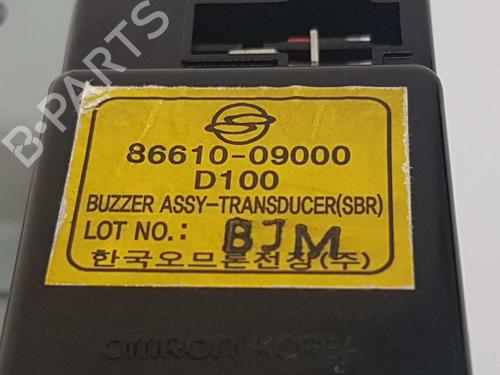 B-PARTS
86610-09000
D100
BUZZER ASSY-TRANSDUCER(SBR)
LOT NO.: BJM
한국오므론전장(주)
OMRON KOREA